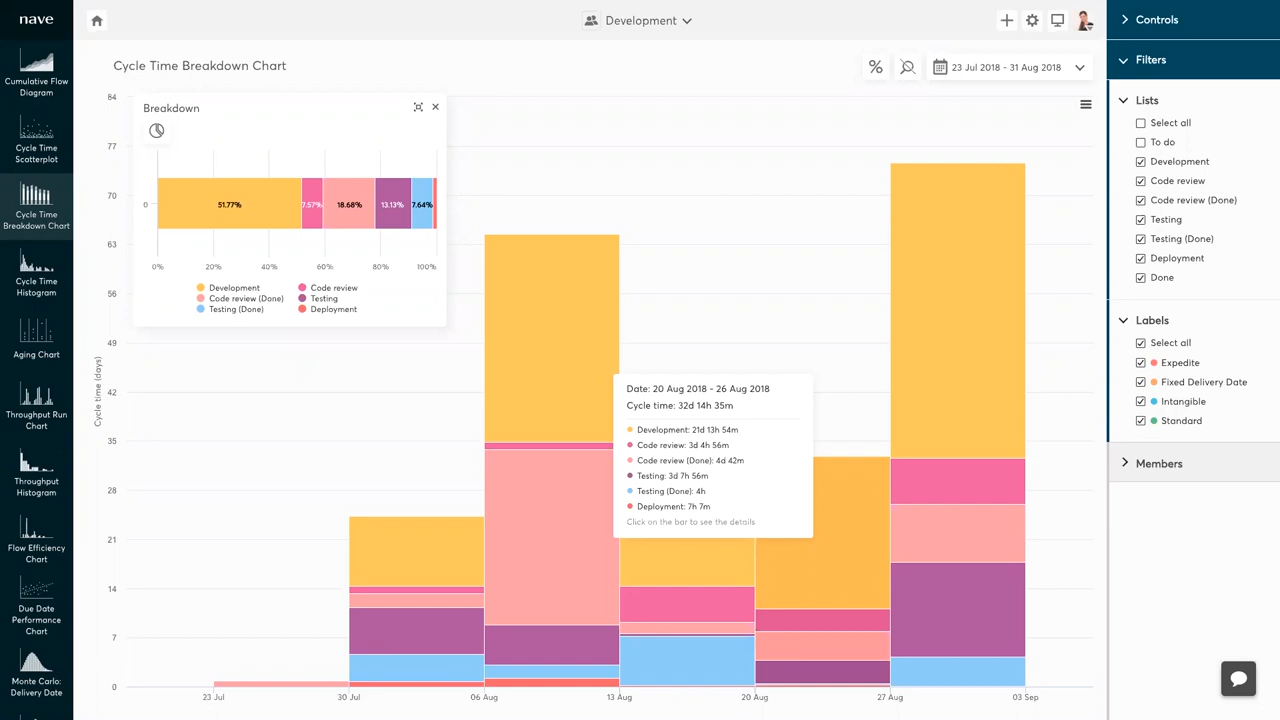 nave
Development
Controls
Cumulative Flow
Diagram
Cycle Time
Scatterplot
Cycle Time
Breakdown Chart
Cycle Time
Histogram
Aging Chart
Throughput Run
Chart
Throughput
Histogram
Flow Efficiency
Chart
Due Date
Performance
Chart
Monte Carlo:
Delivery Date
Cycle Time Breakdown Chart
%
23 Jul 2018 - 31 Aug 2018
Breakdown
0
51.77%
7.57%
18.68%
13.13%
7.64%
0%
20%
40%
60%
80%
100%
Development
Code review
Code review (Done)
Testing
Testing (Done)
Deployment
Cycle time (days)
84
77
70
63
56
49
42
35
28
21
14
7
0
23 Jul
30 Jul
06 Aug
13 Aug
20 Aug
27 Aug
03 Sep
Date: 20 Aug 2018 - 26 Aug 2018
Cycle time: 32d 14h 35m
Development: 21d 13h 54m
Code review: 3d 4h 56m
Code review (Done): 4d 42m
Testing: 3d 7h 56m
Testing (Done): 4h
Deployment: 7h 7m
Click on the bar to see the details
Filters
Lists
Select all
To do
Development
Code review
Code review (Done)
Testing
Testing (Done)
Deployment
Done
Labels
Select all
Expedite
Fixed Delivery Date
Intangible
Standard
Members